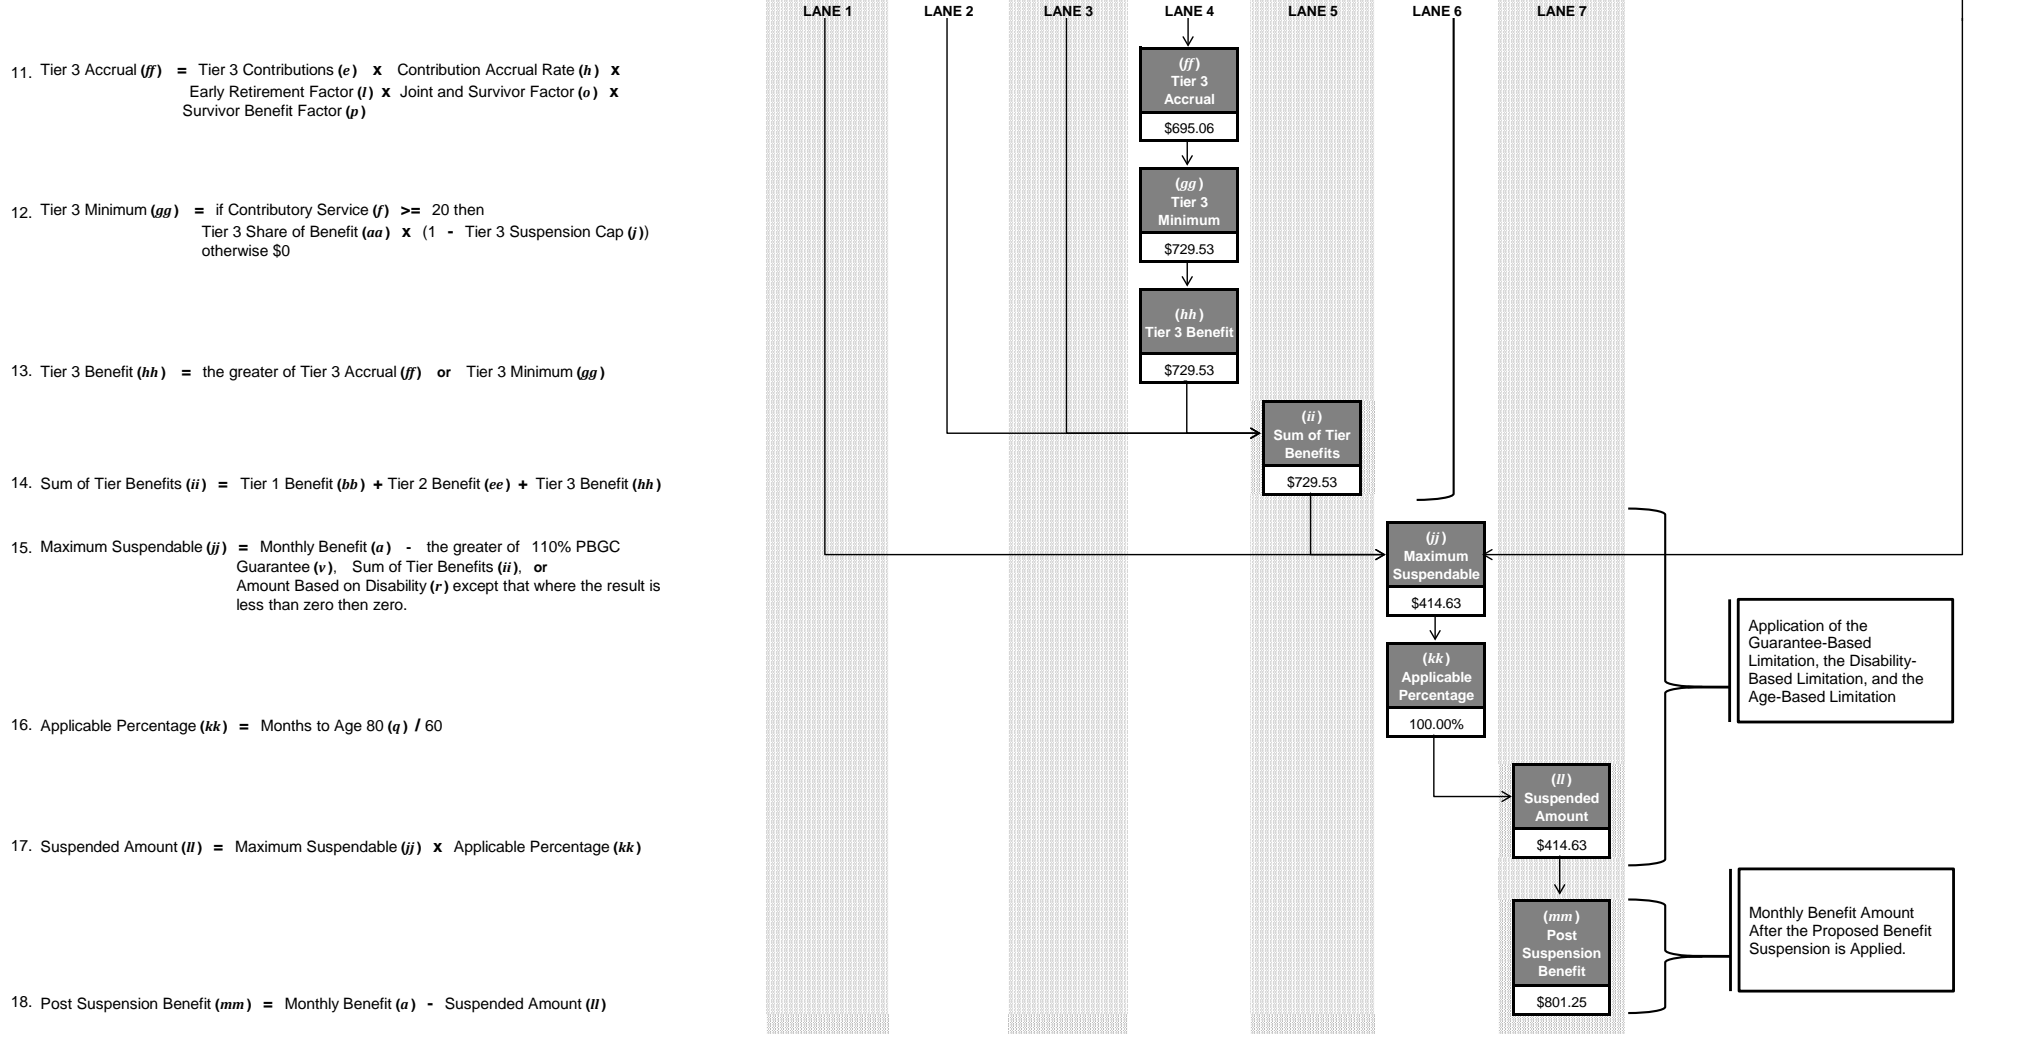 LANE 1 LANE 2 LANE 3 LANE 4 LANE 5 LANE 6 LANE 7
11. Tier 3 Accrual (ff) = Tier 3 Contributions (e) x Contribution Accrual Rate (h) x
Early Retirement Factor (l) x Joint and Survivor Factor (o) x
Survivor Benefit Factor (p)
(ff)
Tier 3
Accrual
$695.06
12. Tier 3 Minimum (gg) = if Contributory Service (f) >= 20 then
Tier 3 Share of Benefit (aa) x (1 - Tier 3 Suspension Cap (j))
otherwise $0
(gg)
Tier 3
Minimum
$729.53
13. Tier 3 Benefit (hh) = the greater of Tier 3 Accrual (ff) or Tier 3 Minimum (gg)
(hh)
Tier 3 Benefit
$729.53
14. Sum of Tier Benefits (ii) = Tier 1 Benefit (bb) + Tier 2 Benefit (ee) + Tier 3 Benefit (hh)
(ii)
Sum of Tier
Benefits
$729.53
15. Maximum Suspendable (jj) = Monthly Benefit (a) - the greater of 110% PBGC
Guarantee (v), Sum of Tier Benefits (ii), or
Amount Based on Disability (r) except that where the result is
less than zero then zero.
(jj)
Maximum
Suspendable
$414.63
Application of the
Guarantee-Based
Limitation, the Disability-
Based Limitation, and the
Age-Based Limitation
16. Applicable Percentage (kk) = Months to Age 80 (q) / 60
(kk)
Applicable
Percentage
100.00%
17. Suspended Amount (ll) = Maximum Suspendable (jj) x Applicable Percentage (kk)
(ll)
Suspended
Amount
$414.63
18. Post Suspension Benefit (mm) = Monthly Benefit (a) - Suspended Amount (ll)
(mm)
Post
Suspension
Benefit
$801.25
Monthly Benefit Amount
After the Proposed Benefit
Suspension is Applied.